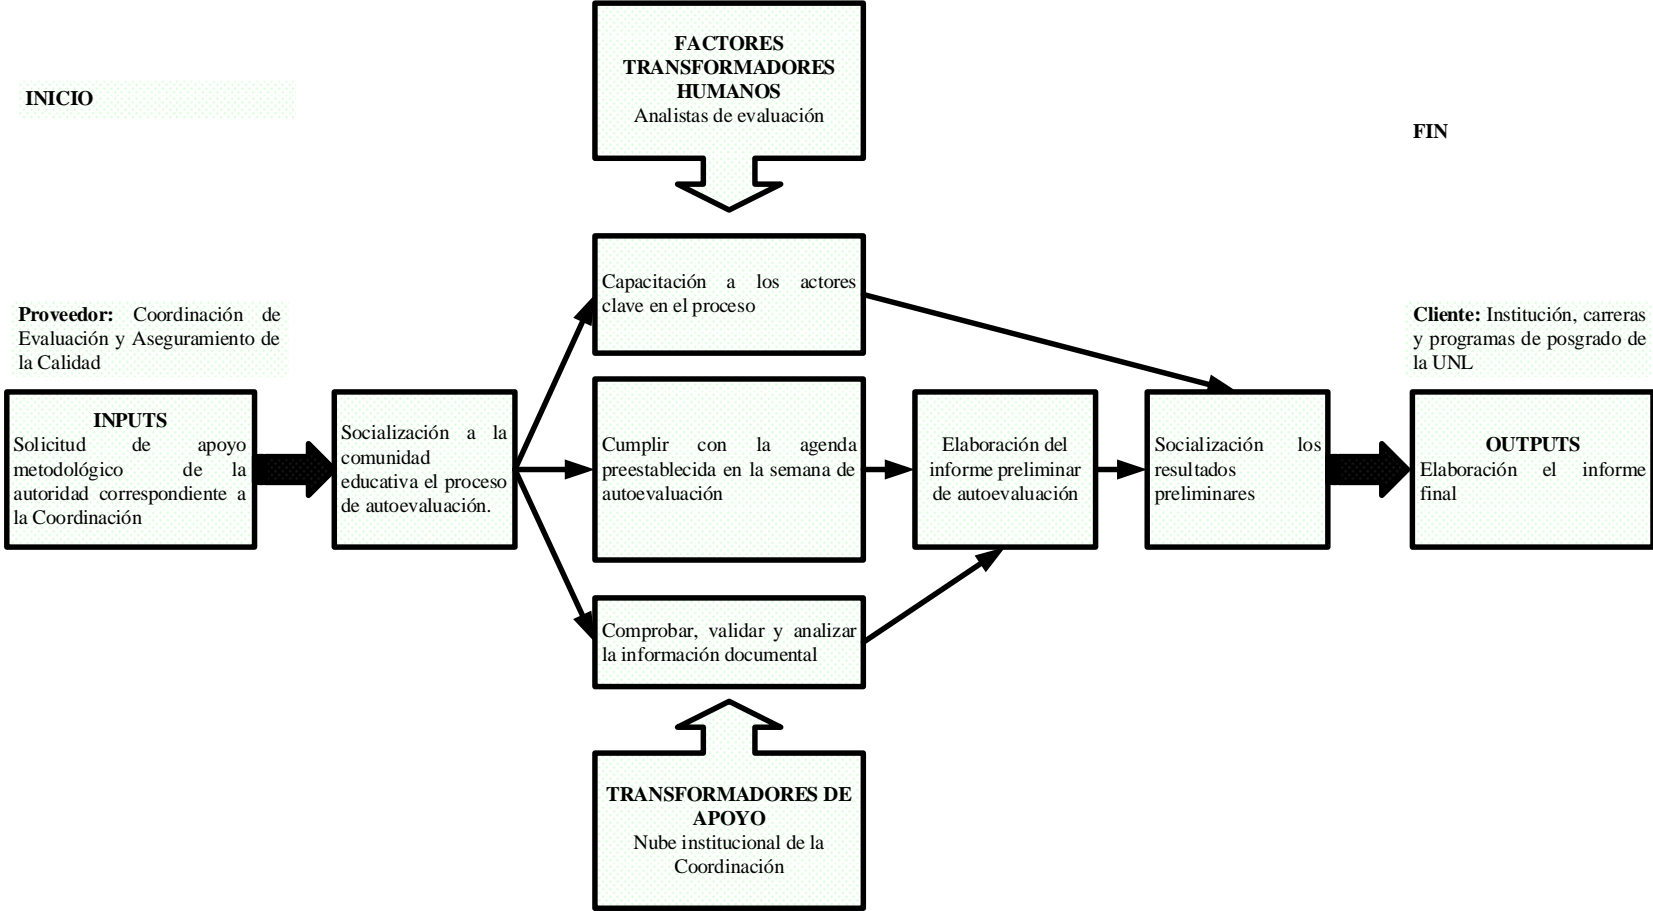 FACTORES
TRANSFORMADORES
HUMANOS
Analistas de evaluación
INICIO
FIN
Capacitación a los actores
clave en el proceso
Proveedor: Coordinación de
Evaluación y Aseguramiento de
la Calidad
Cliente: Institución, carreras
y programas de posgrado de
la UNL
INPUTS
Solicitud de apoyo
metodológico de la
autoridad correspondiente a
la Coordinación
Socialización a la
comunidad
educativa el proceso
de autoevaluación.
Cumplir con la agenda
preestablecida en la semana de
autoevaluación
Elaboración del
informe preliminar
de autoevaluación
Socialización los
resultados
preliminares
OUTPUTS
Elaboración el informe
final
Comprobar, validar y analizar
la información documental
TRANSFORMADORES DE
APOYO
Nube institucional de la
Coordinación